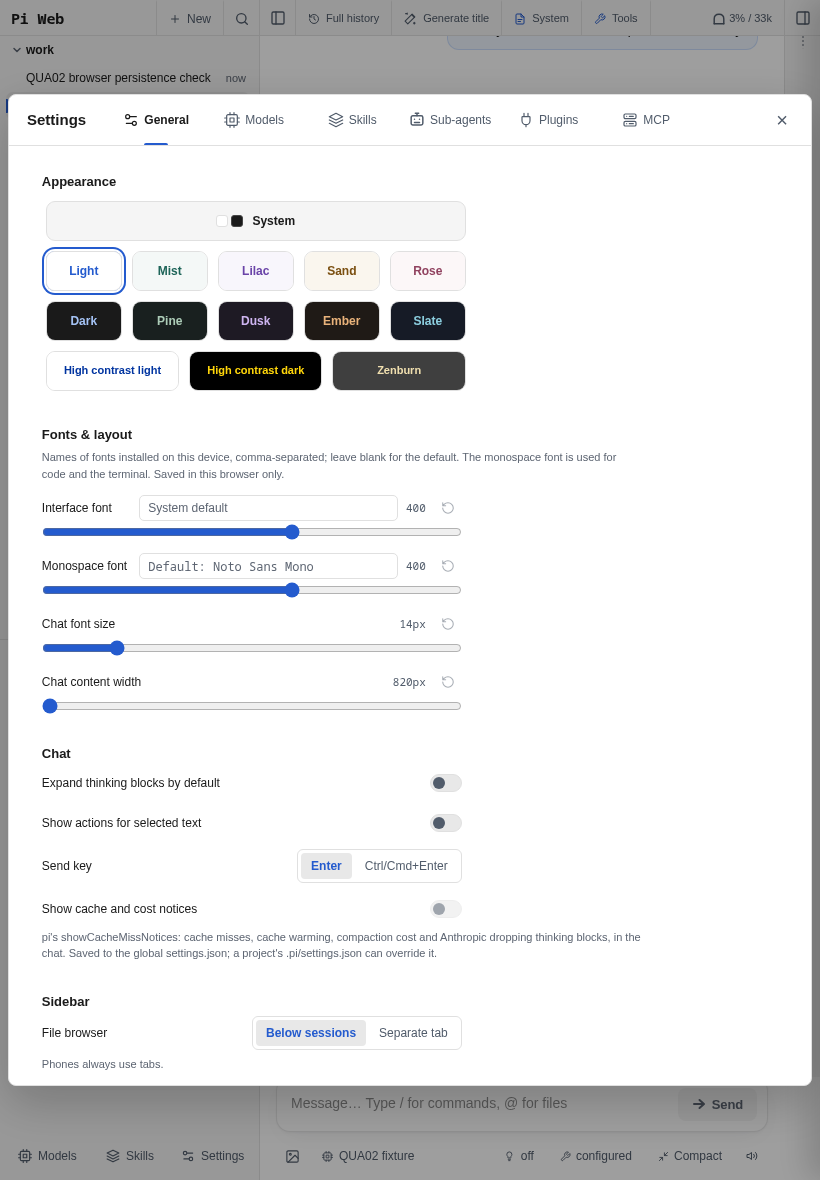 Pi Web
New
Full history
Generate title
System
Tools
3% / 33k
work
QUA02 browser persistence check now
Settings
General
Models
Skills
Sub-agents
Plugins
MCP
Appearance
System
Light
Mist
Lilac
Sand
Rose
Dark
Pine
Dusk
Ember
Slate
High contrast light
High contrast dark
Zenburn
Fonts & layout
Names of fonts installed on this device, comma-separated; leave blank for the default. The monospace font is used for
code and the terminal. Saved in this browser only.
Interface font System default 400
Monospace font Default: Noto Sans Mono 400
Chat font size 14px
Chat content width 820px
Chat
Expand thinking blocks by default
Show actions for selected text
Send key Enter Ctrl/Cmd+Enter
Show cache and cost notices
pi's showCacheMissNotices: cache misses, cache warming, compaction cost and Anthropic dropping thinking blocks, in the
chat. Saved to the global settings.json; a project's .pi/settings.json can override it.
Sidebar
File browser Below sessions Separate tab
Phones always use tabs.
Message… Type / for commands, @ for files
Send
Models
Skills
Settings
QUA02 fixture
off
configured
Compact